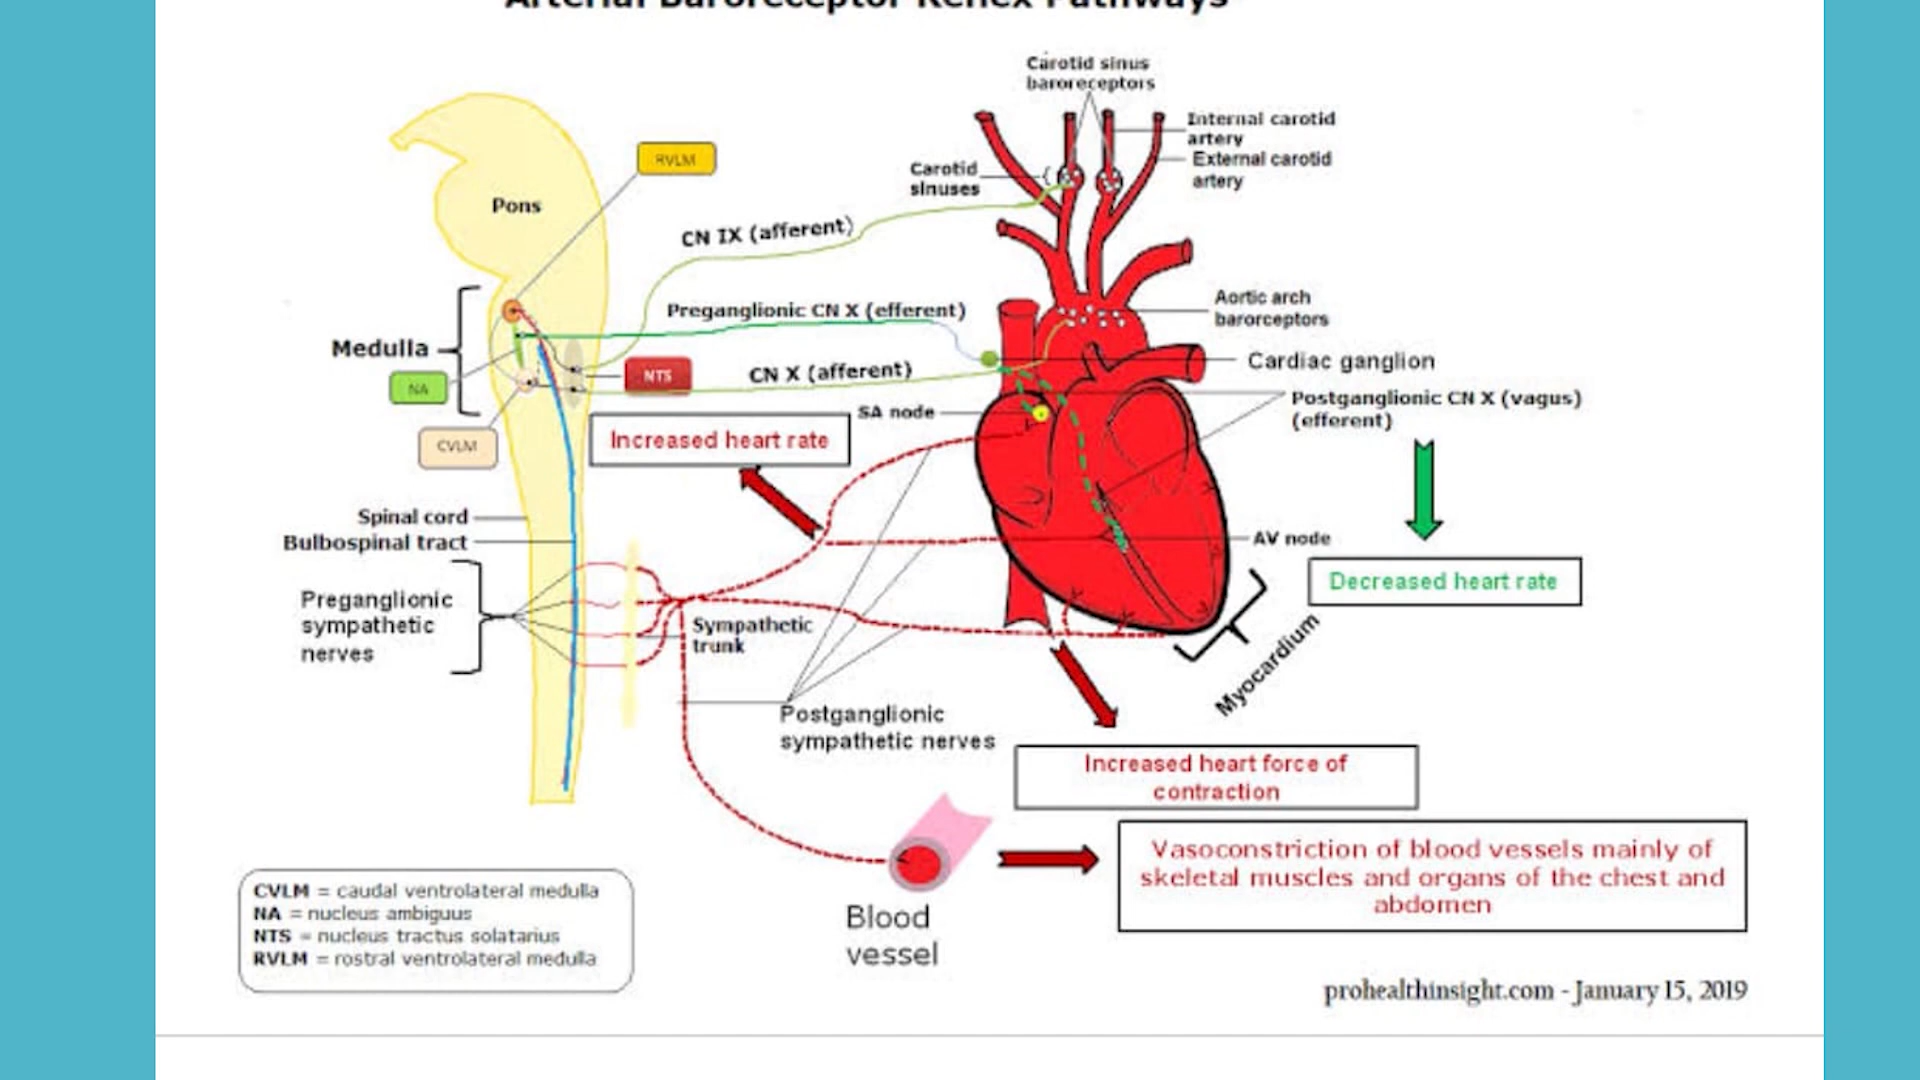 Arterial Baroreceptor Reflex Pathways
Carotid sinus
baroreceptors
Internal carotid
artery
External carotid
artery
Carotid
sinuses
RVLM
Pons
CN IX (afferent)
Preganglionic CN X (efferent)
Aortic arch
barorceptors
Medulla
Cardiac ganglion
NTS
CN X (afferent)
NA
Postganglionic CN X (vagus)
(efferent)
SA node
Increased heart rate
CVLM
Spinal cord
Bulbospinal tract
AV node
Decreased heart rate
Preganglionic
sympathetic
nerves
Sympathetic
trunk
Myocardium
Postganglionic
sympathetic nerves
Increased heart force of
contraction
Vasoconstriction of blood vessels mainly of
skeletal muscles and organs of the chest and
abdomen
Blood
vessel
CVLM = caudal ventrolateral medulla
NA = nucleus ambiguus
NTS = nucleus tractus solatarius
RVLM = rostral ventrolateral medulla
prohealthinsight.com - January 15, 2019